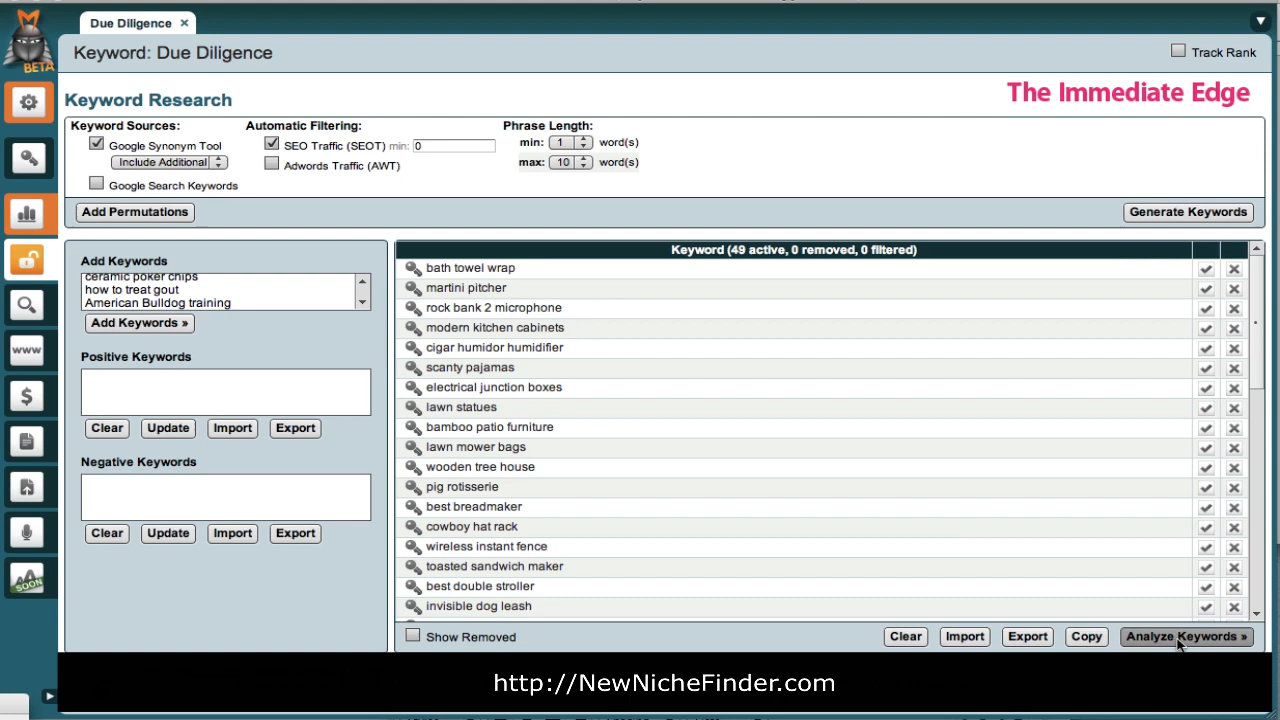 Due Diligence ×
BETA
Keyword: Due Diligence
Track Rank
The Immediate Edge
Keyword Research
Keyword Sources:
Google Synonym Tool
Include Additional
Google Search Keywords
Automatic Filtering:
SEO Traffic (SEOT) min: 0
Adwords Traffic (AWT)
Phrase Length:
min: 1 word(s)
max: 10 word(s)
Add Permutations
Generate Keywords
Add Keywords
ceramic poker chips
how to treat gout
American Bulldog training
Add Keywords »
Positive Keywords
Clear Update Import Export
Negative Keywords
Clear Update Import Export
Keyword (49 active, 0 removed, 0 filtered)
bath towel wrap
martini pitcher
rock bank 2 microphone
modern kitchen cabinets
cigar humidor humidifier
scanty pajamas
electrical junction boxes
lawn statues
bamboo patio furniture
lawn mower bags
wooden tree house
pig rotisserie
best breadmaker
cowboy hat rack
wireless instant fence
toasted sandwich maker
best double stroller
invisible dog leash
Show Removed
Clear Import Export Copy Analyze Keywords »
www
$
SOON
http://NewNicheFinder.com